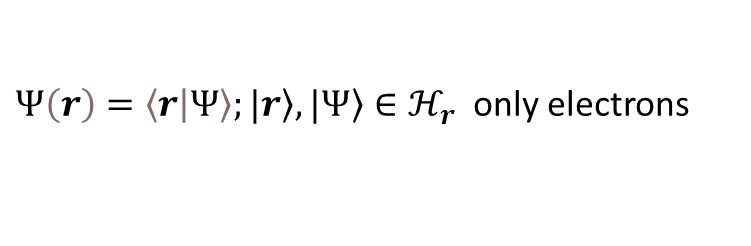 Ψ(𝒓) = ⟨𝒓|Ψ⟩; |𝒓⟩, |Ψ⟩ ∈ ℋ𝒓 only electrons